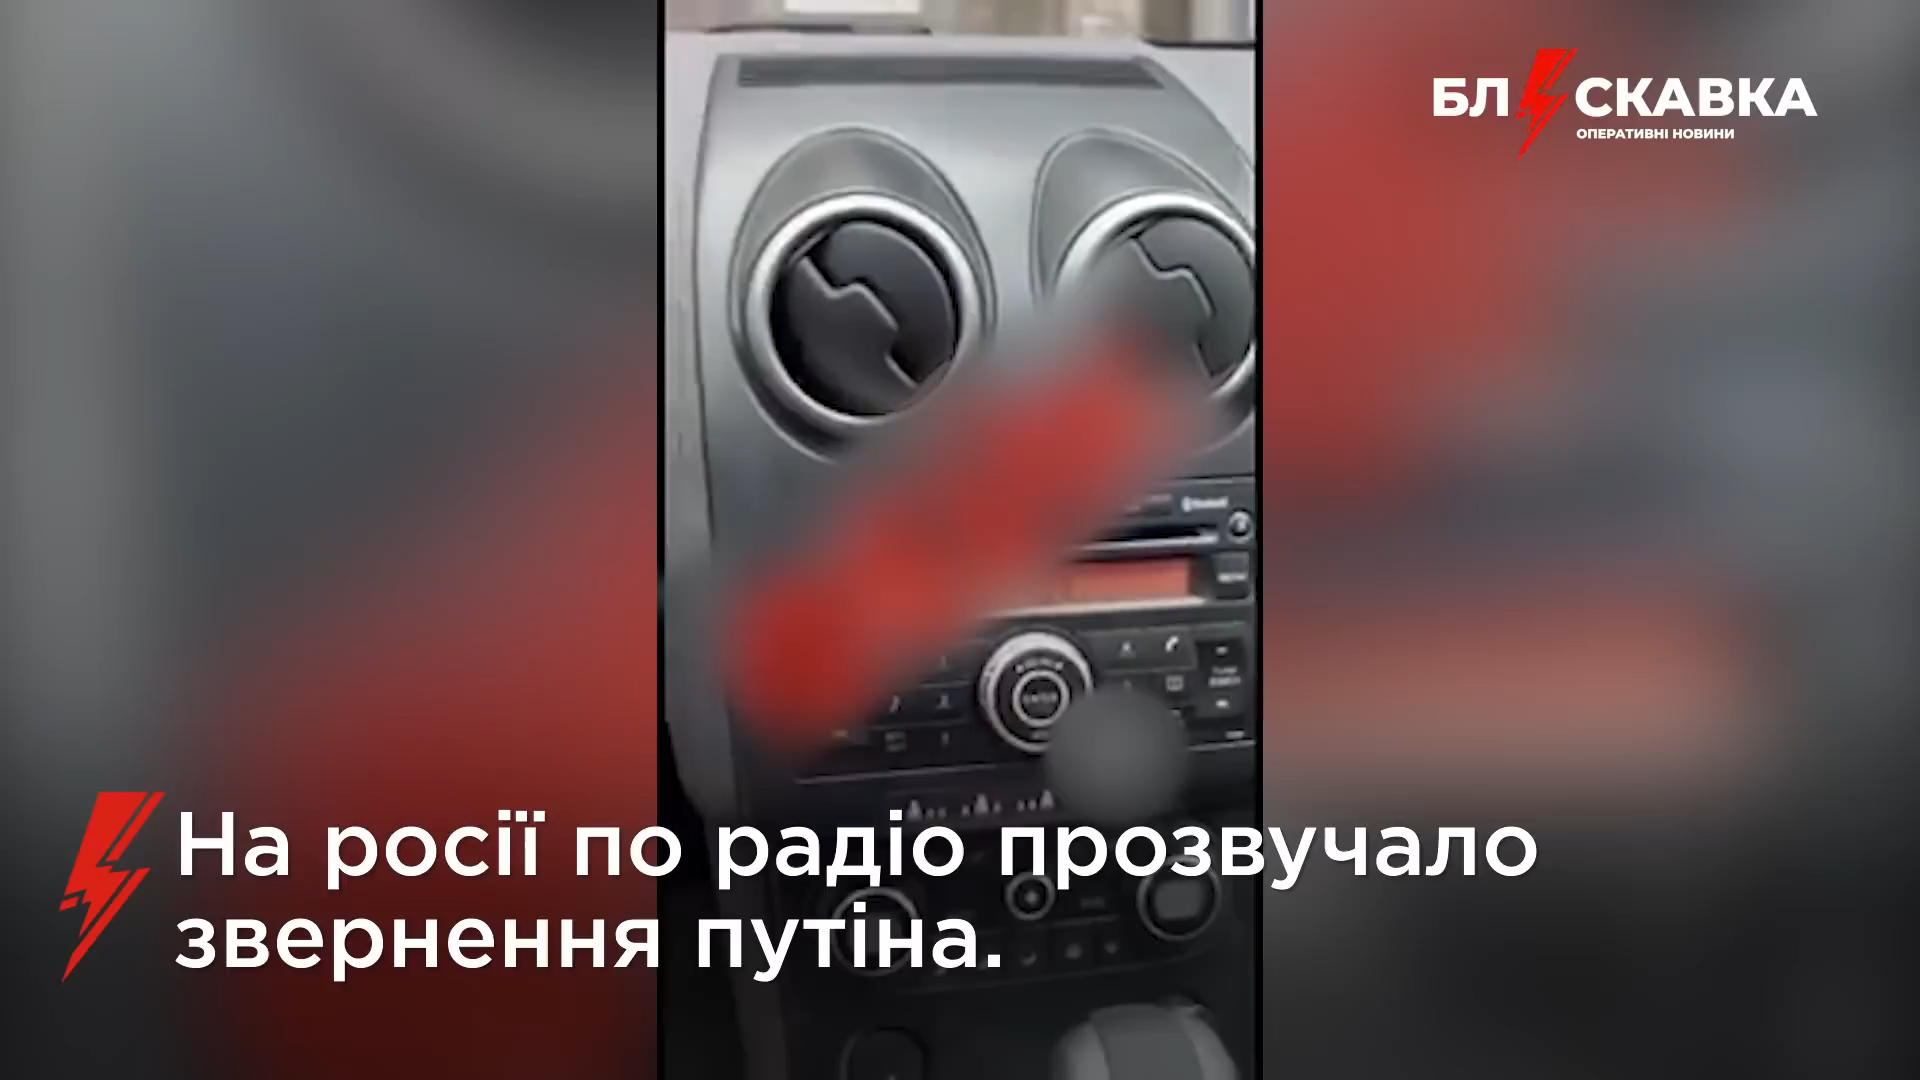 БЛИСКАВКА
ОПЕРАТИВНІ НОВИНИ
На росії по радіо прозвучало
звернення путіна.